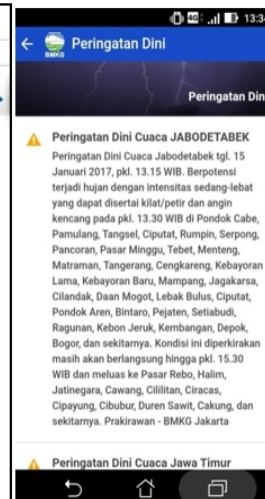 4G 13:34
BMKG
Peringatan Dini
Peringatan Din
Peringatan Dini Cuaca JABODETABEK
Peringatan Dini Cuaca Jabodetabek tgl. 15
Januari 2017, pkl. 13.15 WIB. Berpotensi
terjadi hujan dengan intensitas sedang-lebat
yang dapat disertai kilat/petir dan angin
kencang pada pkl. 13.30 WIB di Pondok Cabe,
Pamulang, Tangsel, Ciputat, Rumpin, Serpong,
Pancoran, Pasar Minggu, Tebet, Menteng,
Matraman, Tangerang, Cengkareng, Kebayoran
Lama, Kebayoran Baru, Mampang, Jagakarsa,
Cilandak, Daan Mogot, Lebak Bulus, Ciputat,
Pondok Aren, Bintaro, Pejaten, Setiabudi,
Ragunan, Kebon Jeruk, Kembangan, Depok,
Bogor, dan sekitarnya. Kondisi ini diperkirakan
masih akan berlangsung hingga pkl. 15.30
WIB dan meluas ke Pasar Rebo, Halim,
Jatinegara, Cawang, Cililitan, Ciracas,
Cipayung, Cibubur, Duren Sawit, Cakung, dan
sekitarnya. Prakirawan - BMKG Jakarta
Peringatan Dini Cuaca Jawa Timur